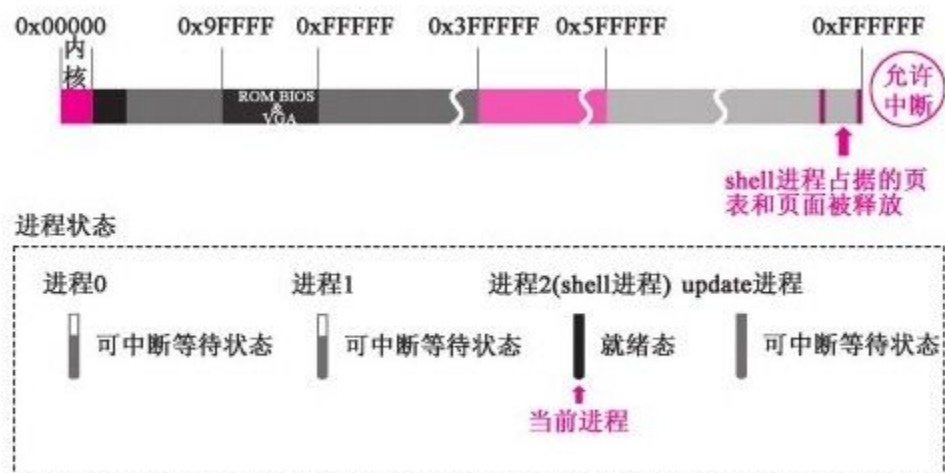 0x00000 0x9FFFF 0xFFFFF 0x3FFFFF 0x5FFFFF 0xFFFFFF
内
核
ROM BIOS
&
VGA
允许
中断
shell进程占据的页
表和页面被释放
进程状态
进程0 进程1 进程2(shell进程) update进程
可中断等待状态 可中断等待状态 就绪态 可中断等待状态
当前进程